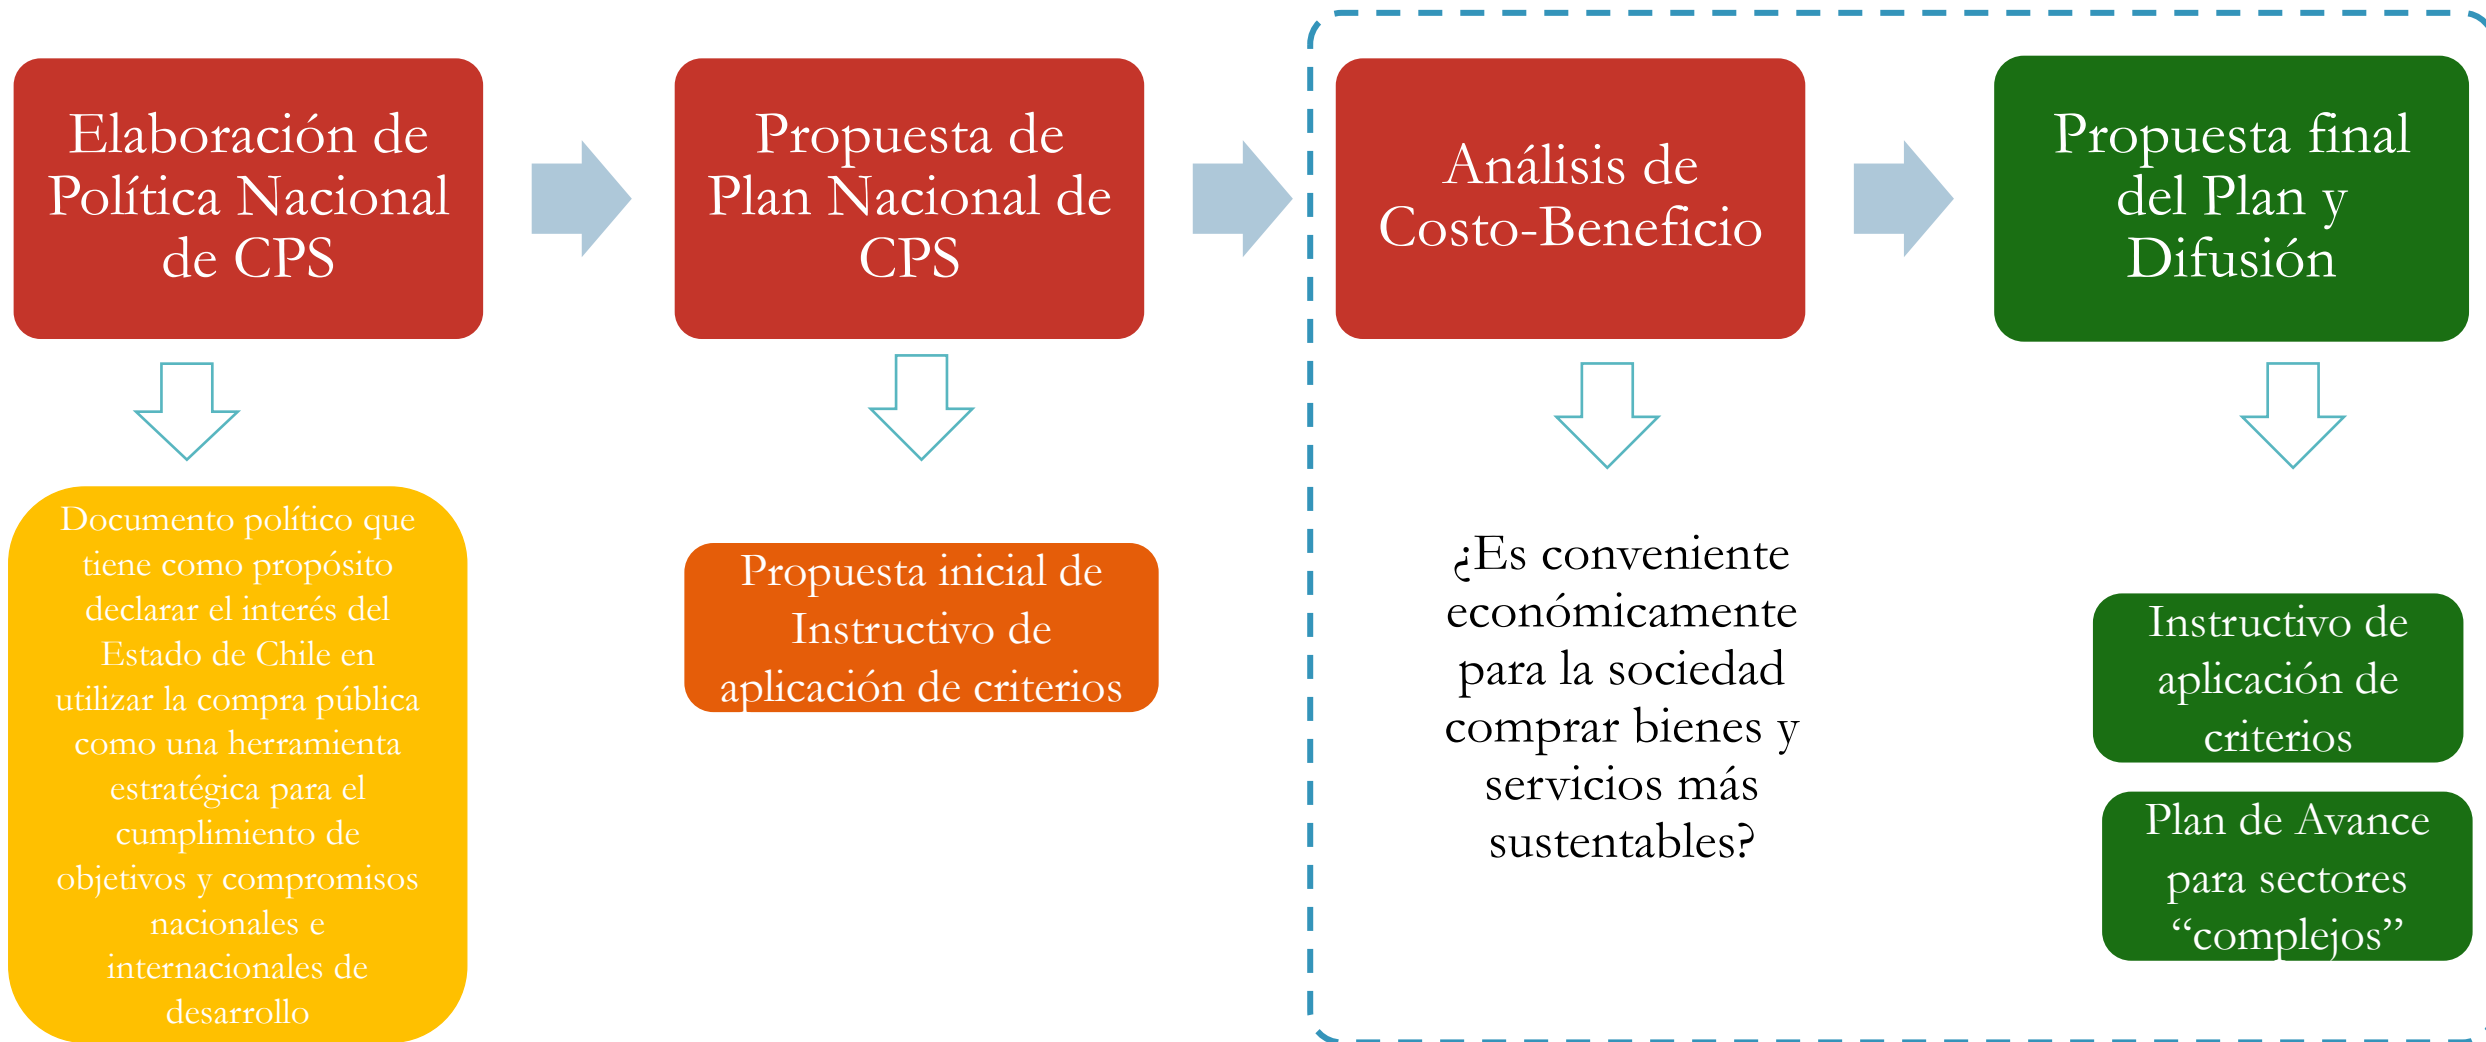 Elaboración de
Política Nacional
de CPS
Propuesta de
Plan Nacional de
CPS
Análisis de
Costo-Beneficio
Propuesta final
del Plan y
Difusión
Documento político que
tiene como propósito
declarar el interés del
Estado de Chile en
utilizar la compra pública
como una herramienta
estratégica para el
cumplimiento de
objetivos y compromisos
nacionales e
internacionales de
desarrollo
Propuesta inicial de
Instructivo de
aplicación de criterios
¿Es conveniente
económicamente
para la sociedad
comprar bienes y
servicios más
sustentables?
Instructivo de
aplicación de
criterios
Plan de Avance
para sectores
“complejos”